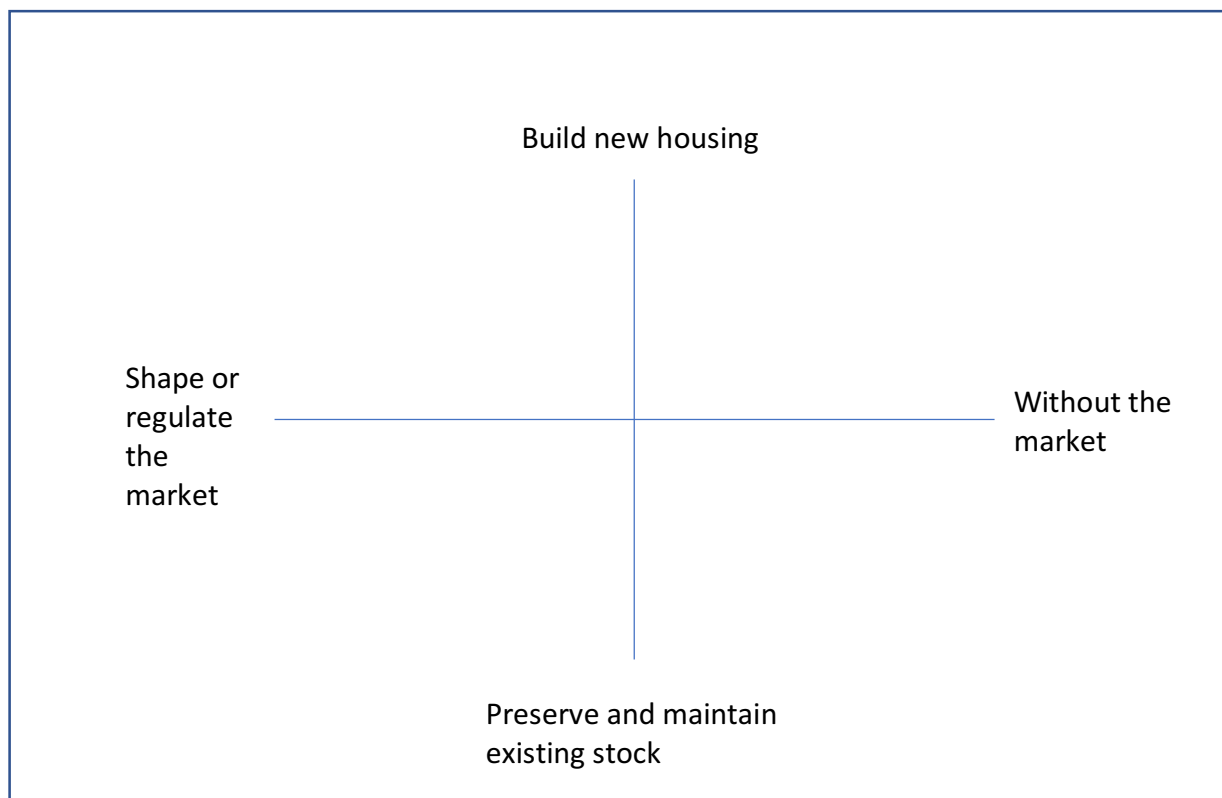 Build new housing
Shape or
regulate
the
market
Without the
market
Preserve and maintain
existing stock